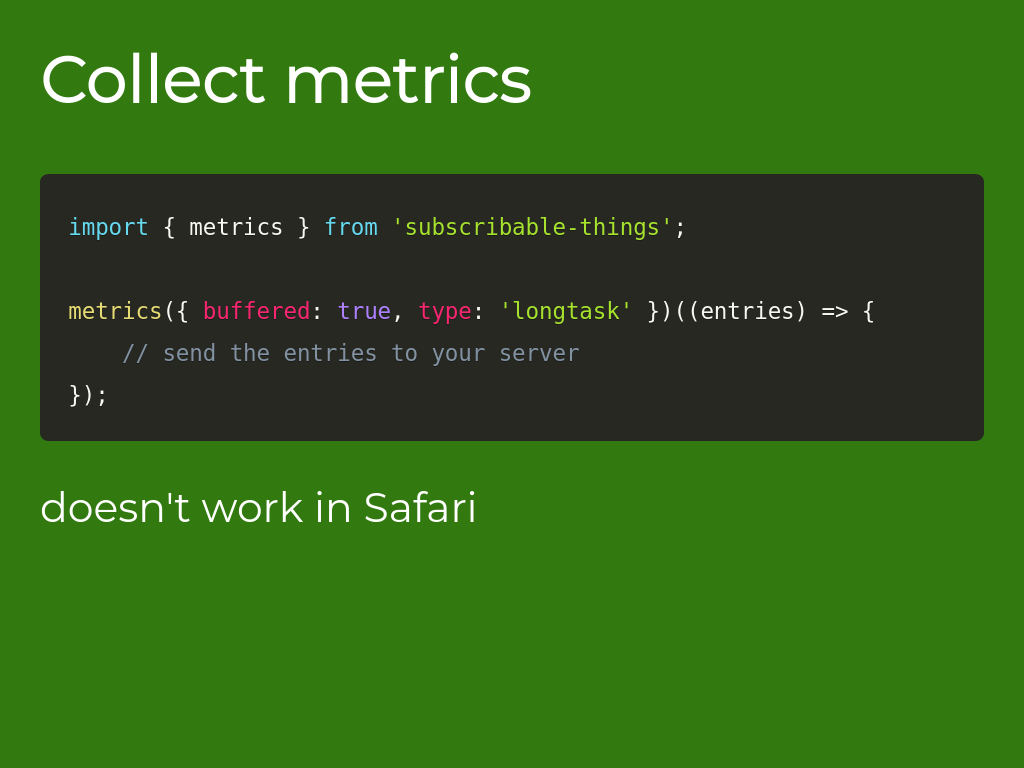 Collect metrics
import { metrics } from 'subscribable-things';
metrics({ buffered: true, type: 'longtask' })((entries) => {
    // send the entries to your server
});
doesn't work in Safari